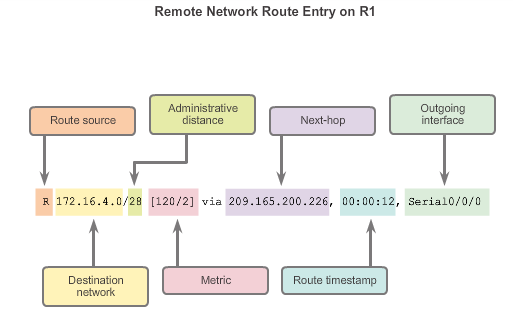 Remote Network Route Entry on R1
Route source
Administrative
distance
Next-hop
Outgoing
interface
R 172.16.4.0/28 [120/2] via 209.165.200.226, 00:00:12, Serial0/0/0
Destination
network
Metric
Route timestamp